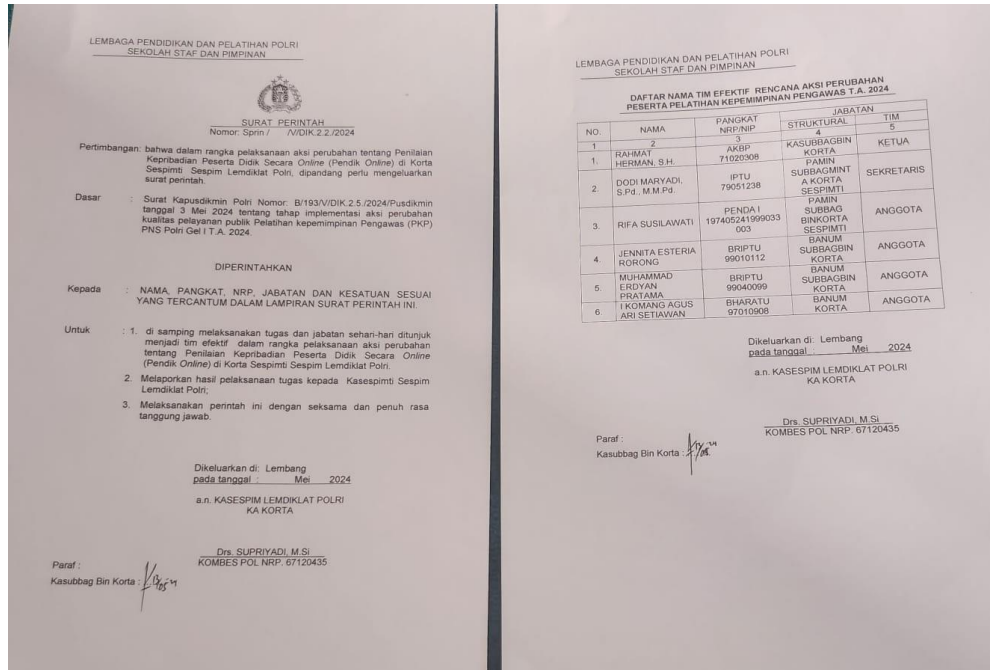 LEMBAGA PENDIDIKAN DAN PELATIHAN POLRI
SEKOLAH STAF DAN PIMPINAN
SURAT PERINTAH
Nomor: Sprin / /V/DIK.2.2./2024
Pertimbangan: bahwa dalam rangka pelaksanaan aksi perubahan tentang Penilaian
Kepribadian Peserta Didik Secara Online (Pendik Online) di Korta
Sespimti Sespim Lemdiklat Polri, dipandang perlu mengeluarkan
surat perintah.
Dasar : Surat Kapusdikmin Polri Nomor: B/193/V/DIK.2.5./2024/Pusdikmin
tanggal 3 Mei 2024 tentang tahap implementasi aksi perubahan
kualitas pelayanan publik Pelatihan kepemimpinan Pengawas (PKP)
PNS Polri Gel I T.A. 2024.
DIPERINTAHKAN
Kepada : NAMA, PANGKAT, NRP, JABATAN DAN KESATUAN SESUAI
YANG TERCANTUM DALAM LAMPIRAN SURAT PERINTAH INI.
Untuk : 1. di samping melaksanakan tugas dan jabatan sehari-hari ditunjuk
menjadi tim efektif dalam rangka pelaksanaan aksi perubahan
tentang Penilaian Kepribadian Peserta Didik Secara Online
(Pendik Online) di Korta Sespimti Sespim Lemdiklat Polri.
2. Melaporkan hasil pelaksanaan tugas kepada Kasespimti Sespim
Lemdiklat Polri;
3. Melaksanakan perintah ini dengan seksama dan penuh rasa
tanggung jawab.
Dikeluarkan di: Lembang
pada tanggal : Mei 2024
a.n. KASESPIM LEMDIKLAT POLRI
KA KORTA
Drs. SUPRIYADI, M.Si
KOMBES POL NRP. 67120435
Paraf :
Kasubbag Bin Korta :
LEMBAGA PENDIDIKAN DAN PELATIHAN POLRI
SEKOLAH STAF DAN PIMPINAN
DAFTAR NAMA TIM EFEKTIF RENCANA AKSI PERUBAHAN
PESERTA PELATIHAN KEPEMIMPINAN PENGAWAS T.A. 2024
NO. NAMA PANGKAT NRP/NIP JABATAN STRUKTURAL TIM
1 2 3 4 5
1. RAHMAT HERMAN, S.H. AKBP 71020308 KASUBBAGBIN KORTA KETUA
2. DODI MARYADI, S.Pd., M.M.Pd. IPTU 79051238 PAMIN SUBBAGMINTA KORTA SESPIMTI SEKRETARIS
3. RIFA SUSILAWATI PENDA I 197405241999033003 PAMIN SUBBAG BINKORTA SESPIMTI ANGGOTA
4. JENNITA ESTERIA RORONG BRIPTU 99010112 BANUM SUBBAGBIN KORTA ANGGOTA
5. MUHAMMAD ERDYAN PRATAMA BRIPTU 99040099 BANUM SUBBAGBIN KORTA ANGGOTA
6. I KOMANG AGUS ARI SETIAWAN BHARATU 97010908 BANUM KORTA ANGGOTA
Dikeluarkan di: Lembang
pada tanggal : Mei 2024
a.n. KASESPIM LEMDIKLAT POLRI
KA KORTA
Drs. SUPRIYADI, M.Si
KOMBES POL NRP. 67120435
Paraf :
Kasubbag Bin Korta :